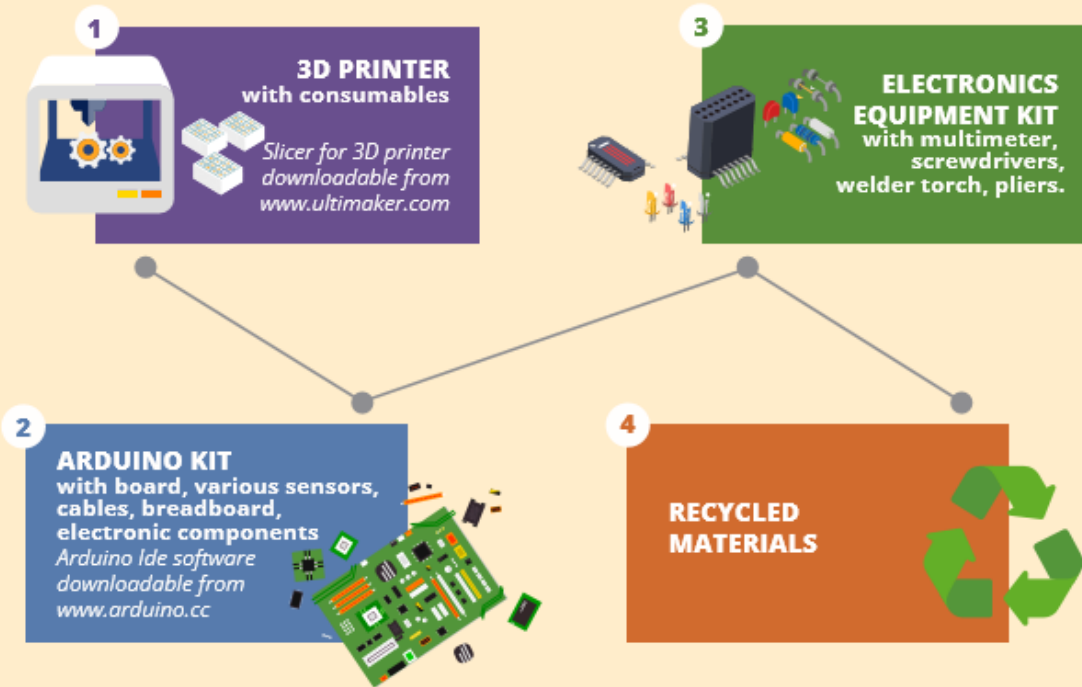 1
3D PRINTER
with consumables
Slicer for 3D printer
downloadable from
www.ultimaker.com
2
ARDUINO KIT
with board, various sensors,
cables, breadboard,
electronic components
Arduino Ide software
downloadable from
www.arduino.cc
3
ELECTRONICS
EQUIPMENT KIT
with multimeter,
screwdrivers,
welder torch, pliers.
4
RECYCLED
MATERIALS